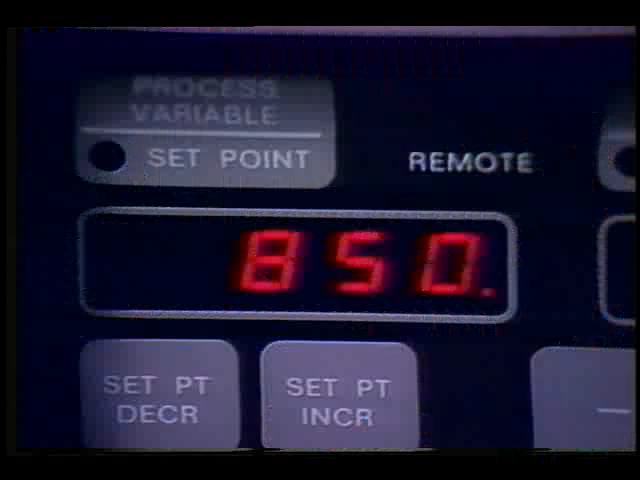 PROCESS
VARIABLE
SET POINT
REMOTE
850.
SET PT
DECR
SET PT
INCR